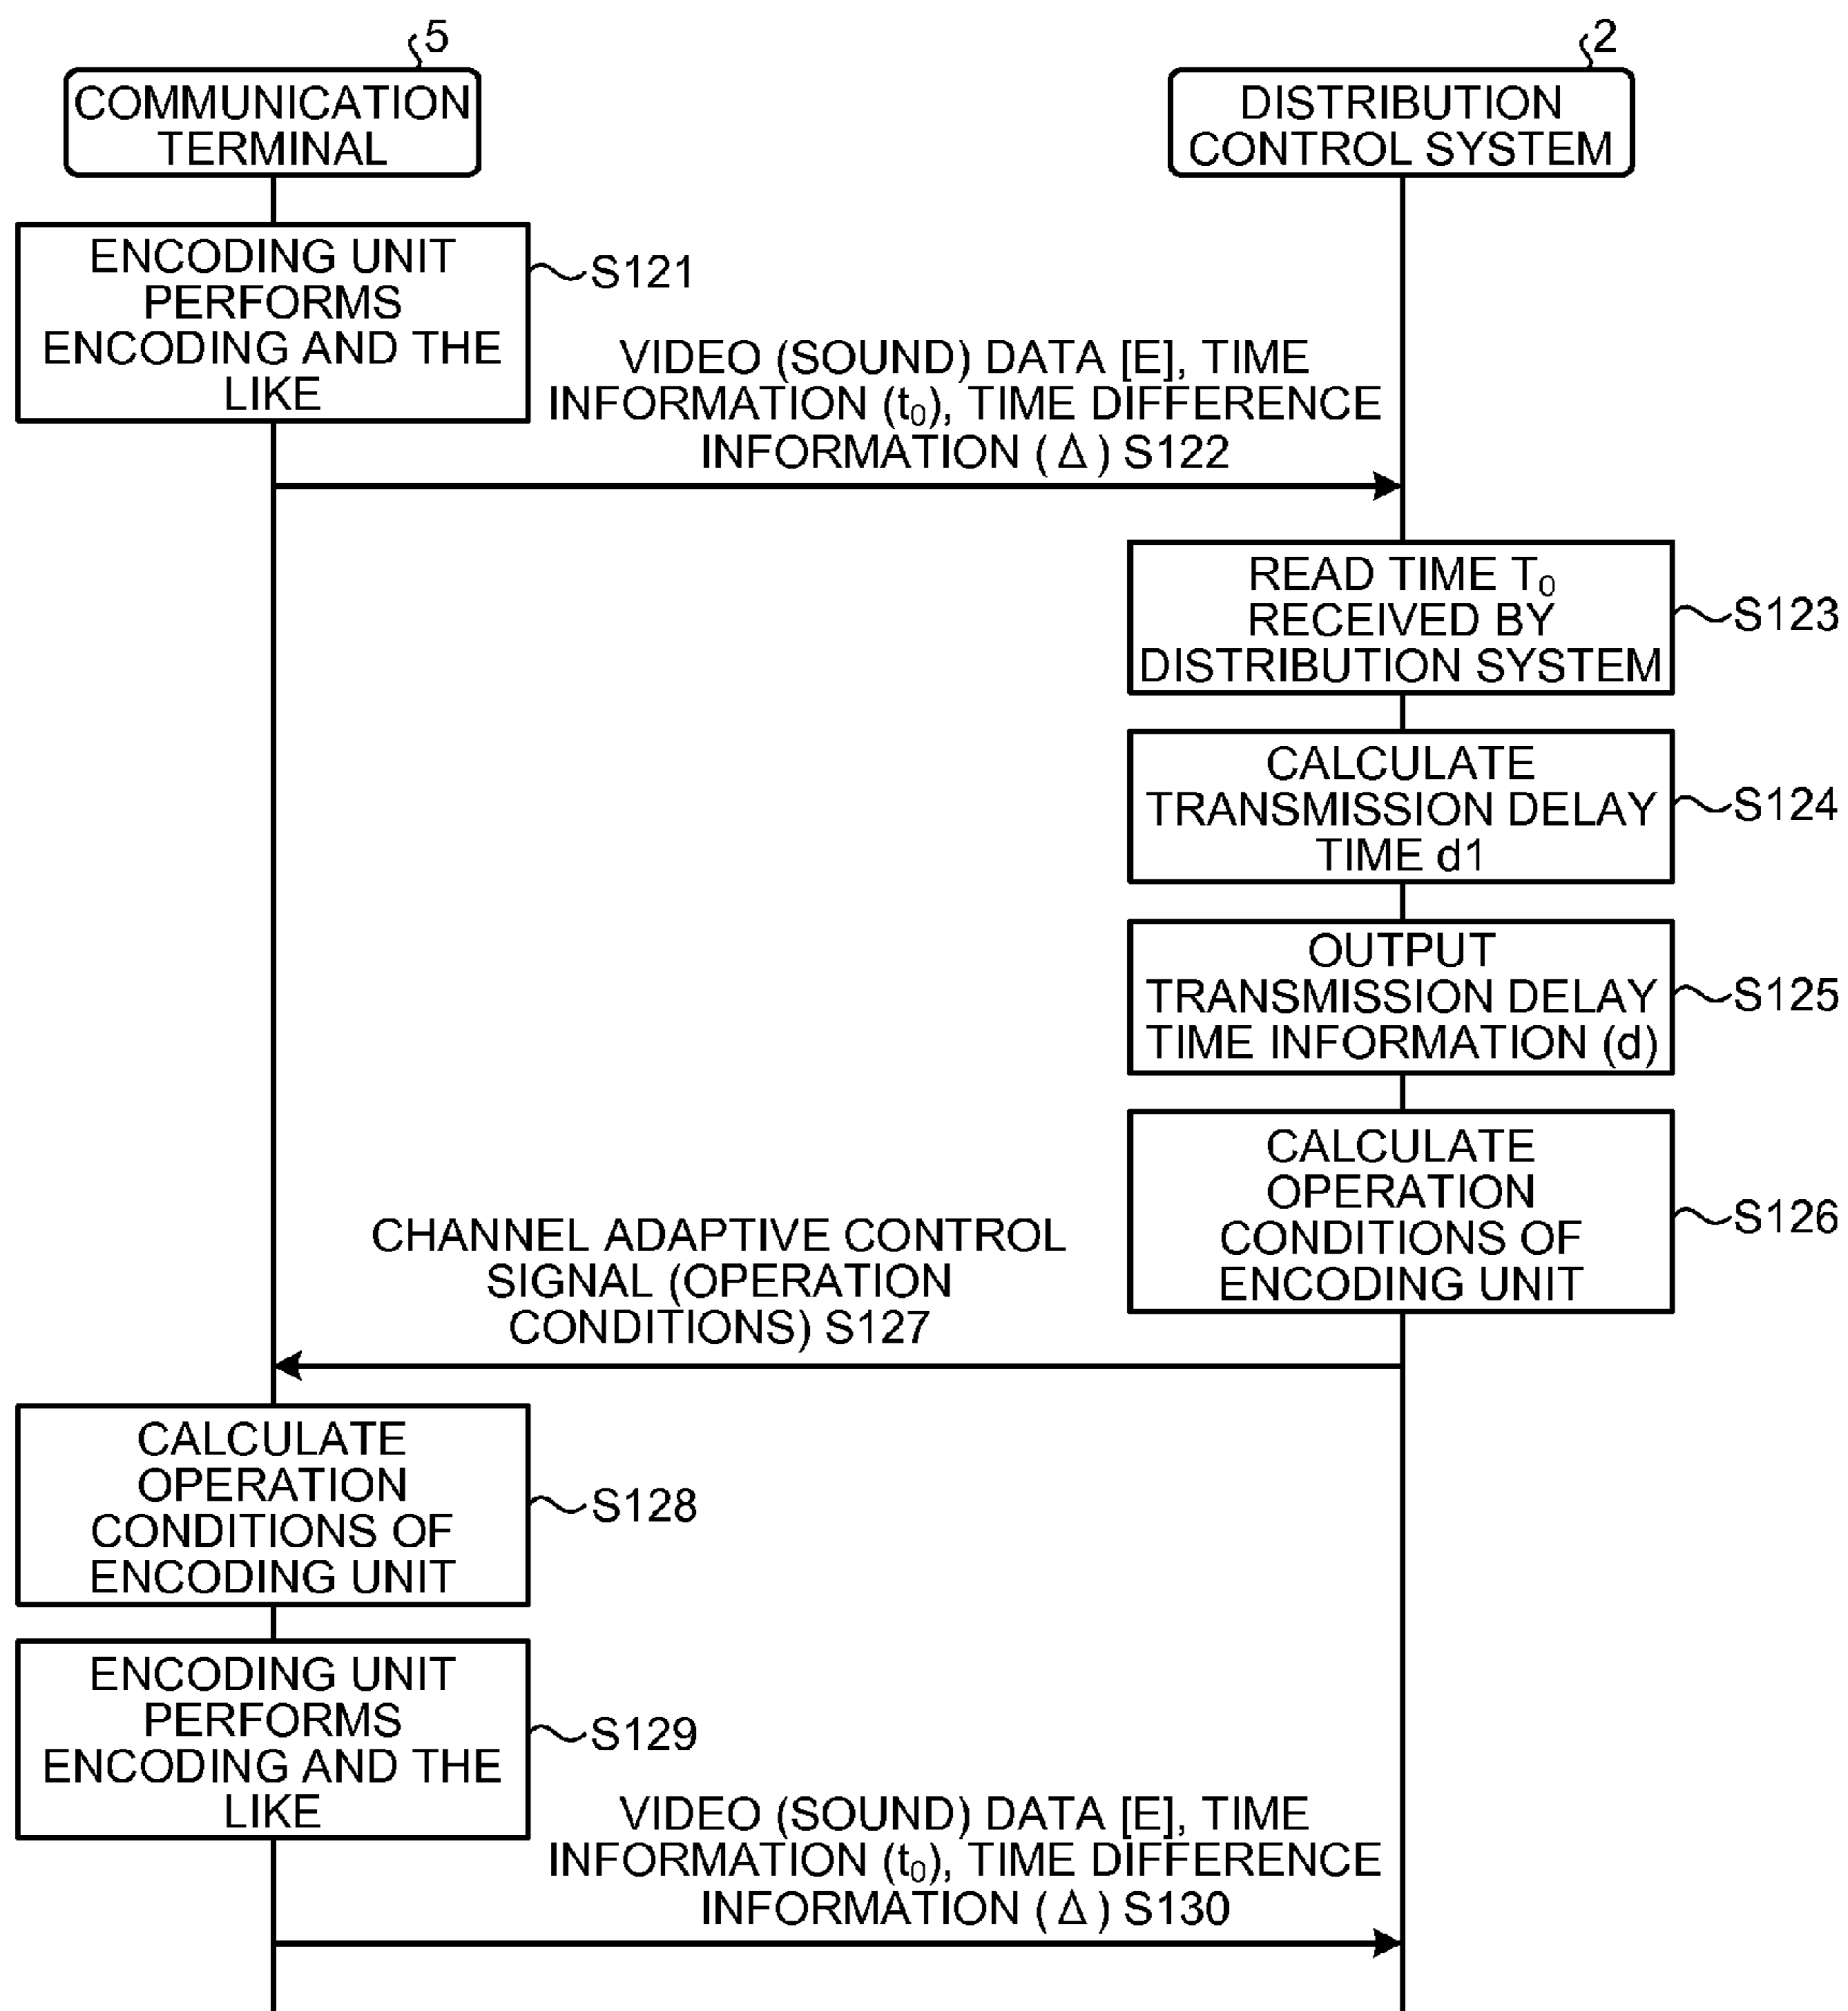 5
COMMUNICATION
TERMINAL
2
DISTRIBUTION
CONTROL SYSTEM
ENCODING UNIT
PERFORMS
ENCODING AND THE
LIKE
S121
VIDEO (SOUND) DATA [E], TIME
INFORMATION (t₀), TIME DIFFERENCE
INFORMATION (Δ) S122
READ TIME T₀
RECEIVED BY
DISTRIBUTION SYSTEM
S123
CALCULATE
TRANSMISSION DELAY
TIME d1
S124
OUTPUT
TRANSMISSION DELAY
TIME INFORMATION (d)
S125
CALCULATE
OPERATION
CONDITIONS OF
ENCODING UNIT
S126
CHANNEL ADAPTIVE CONTROL
SIGNAL (OPERATION
CONDITIONS) S127
CALCULATE
OPERATION
CONDITIONS OF
ENCODING UNIT
S128
ENCODING UNIT
PERFORMS
ENCODING AND THE
LIKE
S129
VIDEO (SOUND) DATA [E], TIME
INFORMATION (t₀), TIME DIFFERENCE
INFORMATION (Δ) S130